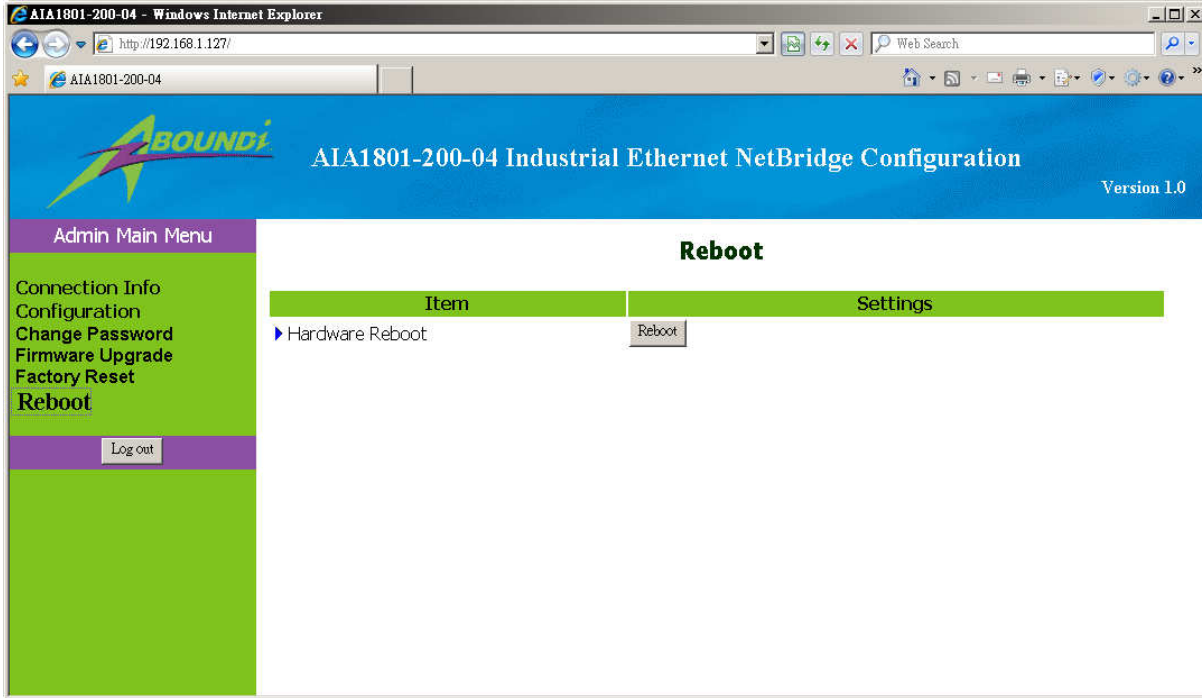 AIA1801-200-04 - Windows Internet Explorer
http://192.168.1.127/
Web Search
AIA1801-200-04
ABOUNDi
AIA1801-200-04 Industrial Ethernet NetBridge Configuration
Version 1.0
Admin Main Menu
Connection Info
Configuration
Change Password
Firmware Upgrade
Factory Reset
Reboot
Log out
Reboot
Item Settings
Hardware Reboot Reboot